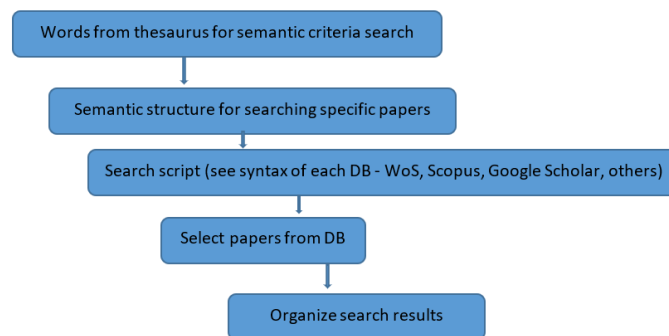 Words from thesaurus for semantic criteria search
Semantic structure for searching specific papers
Search script (see syntax of each DB - WoS, Scopus, Google Scholar, others)
Select papers from DB
Organize search results